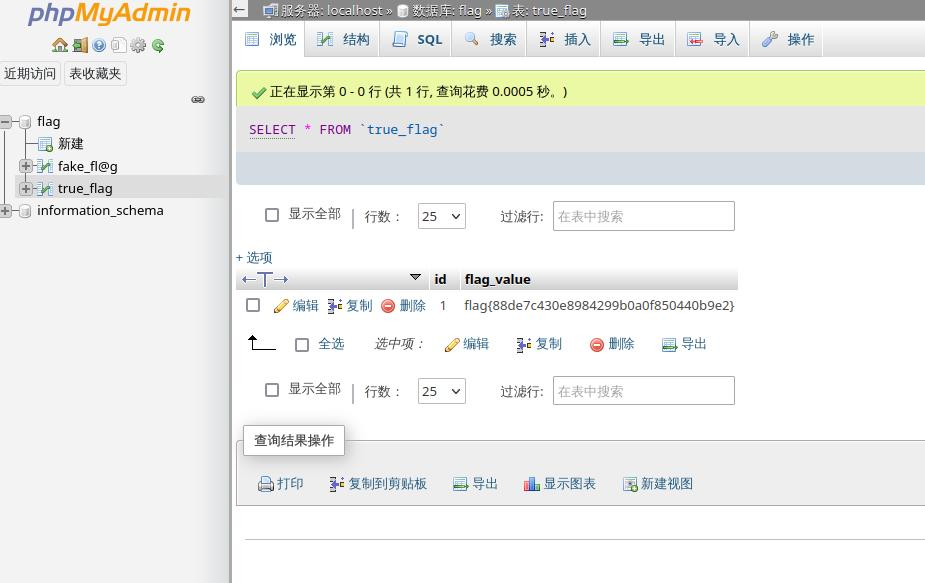 phpMyAdmin
近期访问 表收藏夹
flag
新建
fake_fl@g
true_flag
information_schema
服务器: localhost » 数据库: flag » 表: true_flag
浏览 结构 SQL 搜索 插入 导出 导入 操作
正在显示第 0 - 0 行 (共 1 行, 查询花费 0.0005 秒。)
SELECT * FROM `true_flag`
显示全部 行数： 25 过滤行: 在表中搜索
+ 选项
←T→ id flag_value
编辑 复制 删除 1 flag{88de7c430e8984299b0a0f850440b9e2}
全选 选中项： 编辑 复制 删除 导出
显示全部 行数： 25 过滤行: 在表中搜索
查询结果操作
打印 复制到剪贴板 导出 显示图表 新建视图